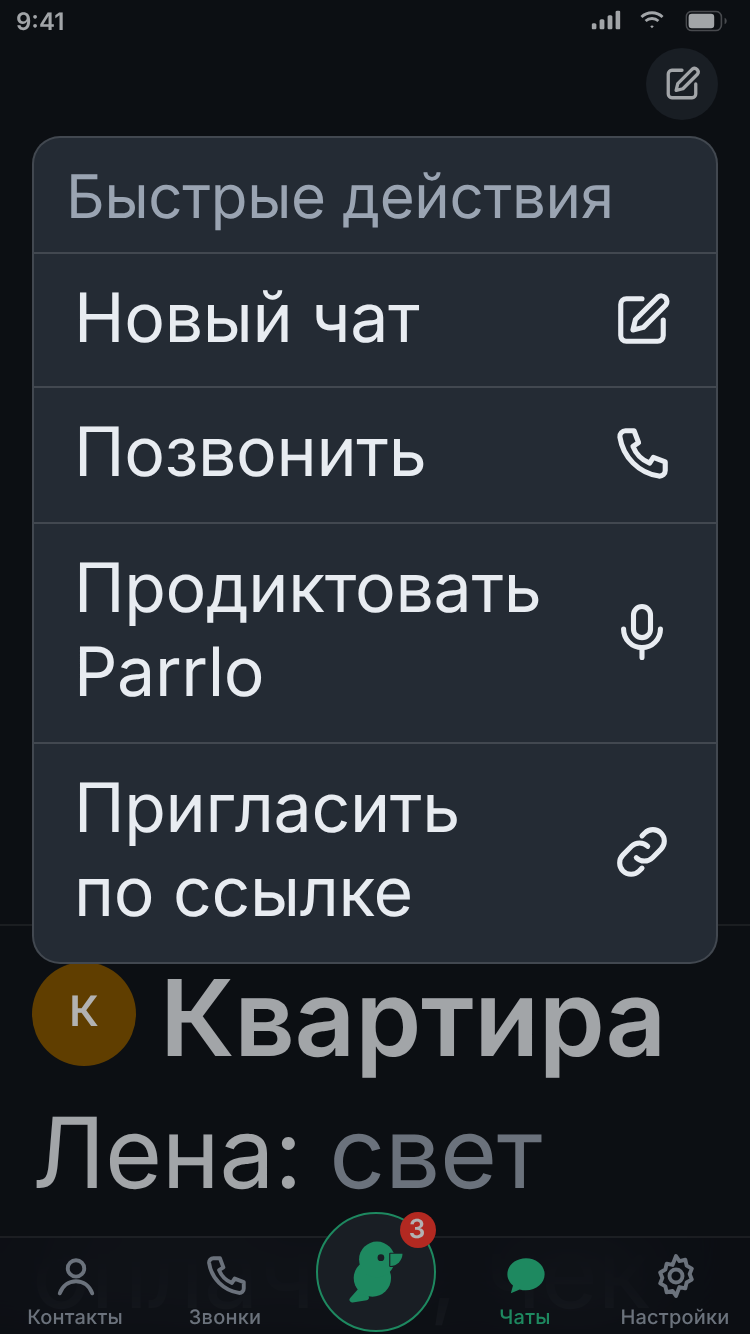 9:41
Быстрые действия
Новый чат
Позвонить
Продиктовать
Parrlo
Пригласить
по ссылке
К
Квартира
Лена: свет
3
Контакты
Звонки
Чаты
Настройки